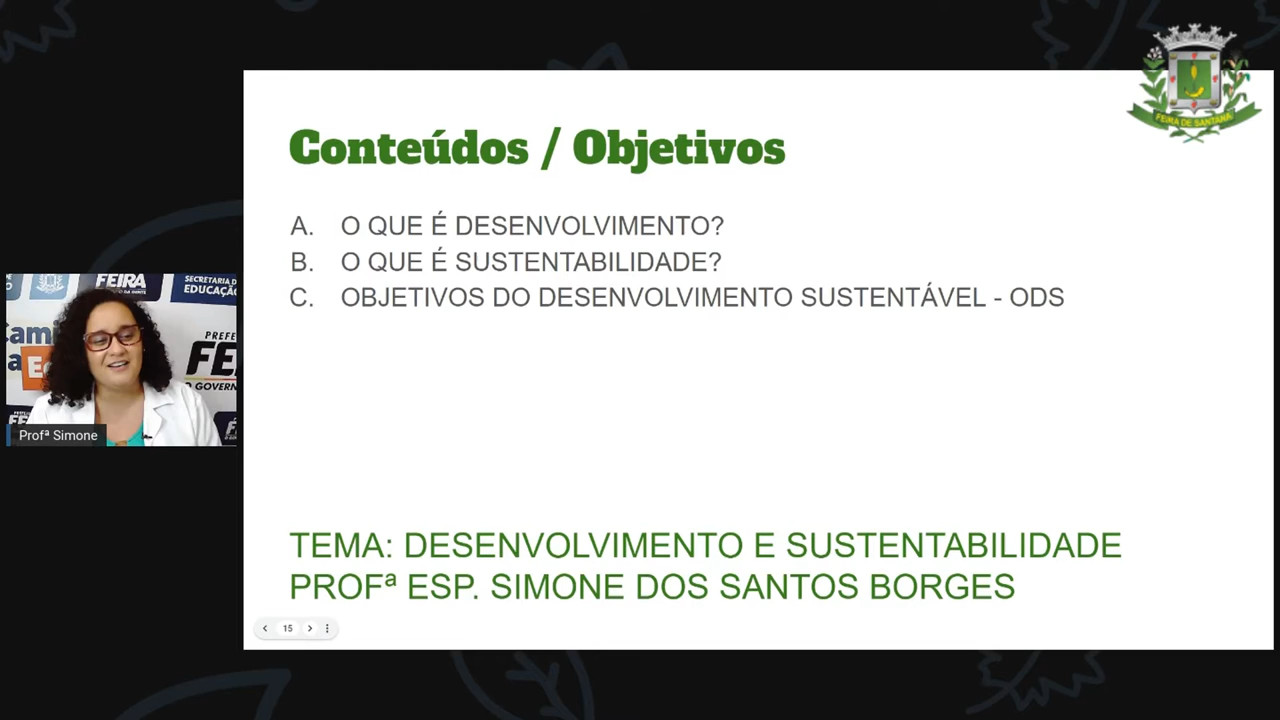 FEIRA DE SANTANA
Conteúdos / Objetivos
A. O QUE É DESENVOLVIMENTO?
B. O QUE É SUSTENTABILIDADE?
C. OBJETIVOS DO DESENVOLVIMENTO SUSTENTÁVEL - ODS
FEIRA
SECRETARIA
EDUCAÇÃO
O GOVERN
Profª Simone
TEMA: DESENVOLVIMENTO E SUSTENTABILIDADE
PROFª ESP. SIMONE DOS SANTOS BORGES
15